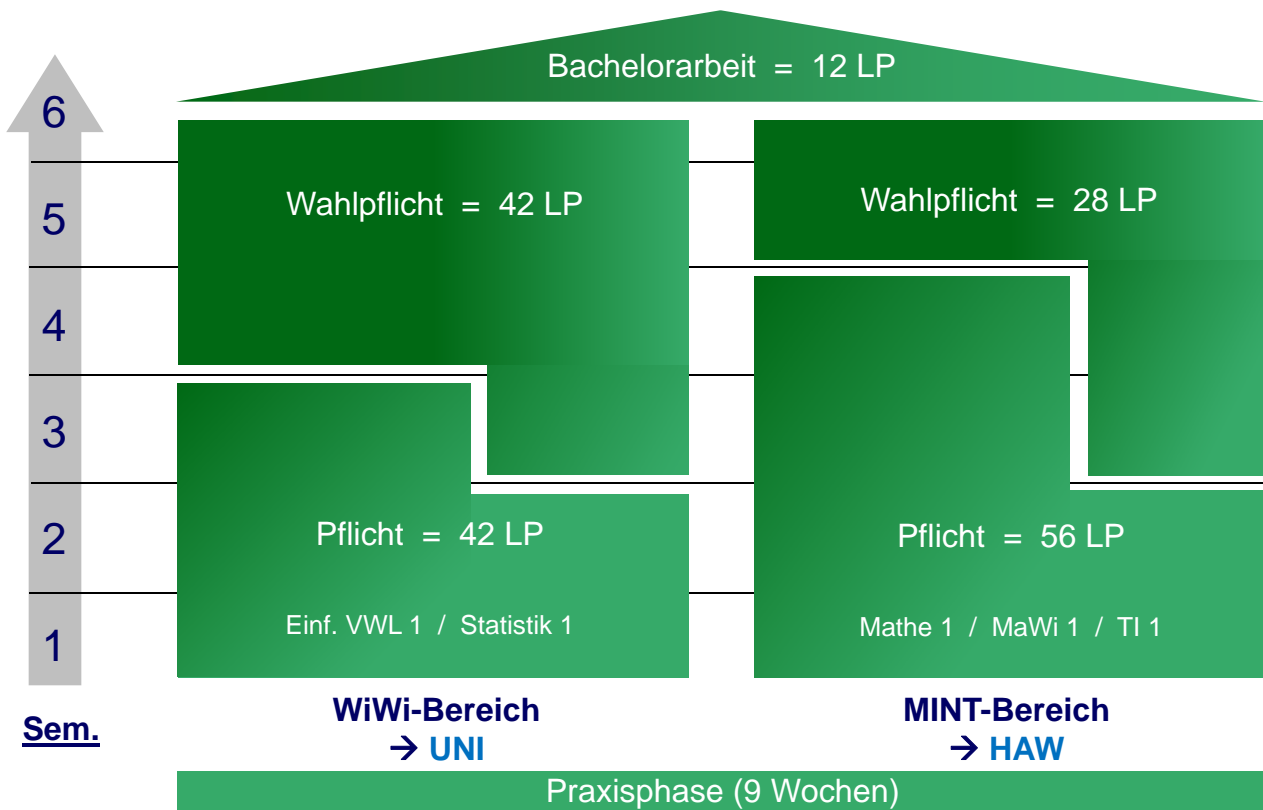 Bachelorarbeit = 12 LP
6
5
4
3
2
1
Sem.
Wahlpflicht = 42 LP
Wahlpflicht = 28 LP
Pflicht = 42 LP
Pflicht = 56 LP
Einf. VWL 1 / Statistik 1
Mathe 1 / MaWi 1 / TI 1
WiWi-Bereich
→ UNI
MINT-Bereich
→ HAW
Praxisphase (9 Wochen)